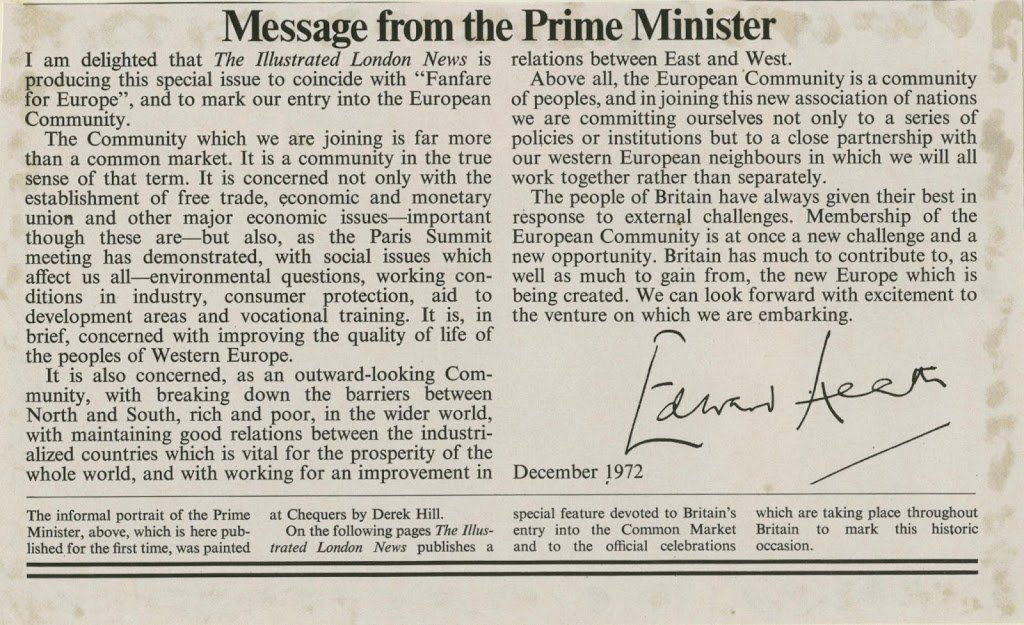 Message from the Prime Minister
I am delighted that The Illustrated London News is
producing this special issue to coincide with “Fanfare
for Europe”, and to mark our entry into the European
Community.
The Community which we are joining is far more
than a common market. It is a community in the true
sense of that term. It is concerned not only with the
establishment of free trade, economic and monetary
union and other major economic issues—important
though these are—but also, as the Paris Summit
meeting has demonstrated, with social issues which
affect us all—environmental questions, working con-
ditions in industry, consumer protection, aid to
development areas and vocational training. It is, in
brief, concerned with improving the quality of life of
the peoples of Western Europe.
It is also concerned, as an outward-looking Com-
munity, with breaking down the barriers between
North and South, rich and poor, in the wider world,
with maintaining good relations between the industri-
alized countries which is vital for the prosperity of the
whole world, and with working for an improvement in
relations between East and West.
Above all, the European Community is a community
of peoples, and in joining this new association of nations
we are committing ourselves not only to a series of
policies or institutions but to a close partnership with
our western European neighbours in which we will all
work together rather than separately.
The people of Britain have always given their best in
response to external challenges. Membership of the
European Community is at once a new challenge and a
new opportunity. Britain has much to contribute to, as
well as much to gain from, the new Europe which is
being created. We can look forward with excitement to
the venture on which we are embarking.
Edward Heath
December 1972
The informal portrait of the Prime
Minister, above, which is here pub-
lished for the first time, was painted
at Chequers by Derek Hill.
On the following pages The Illus-
trated London News publishes a
special feature devoted to Britain’s
entry into the Common Market
and to the official celebrations
which are taking place throughout
Britain to mark this historic
occasion.